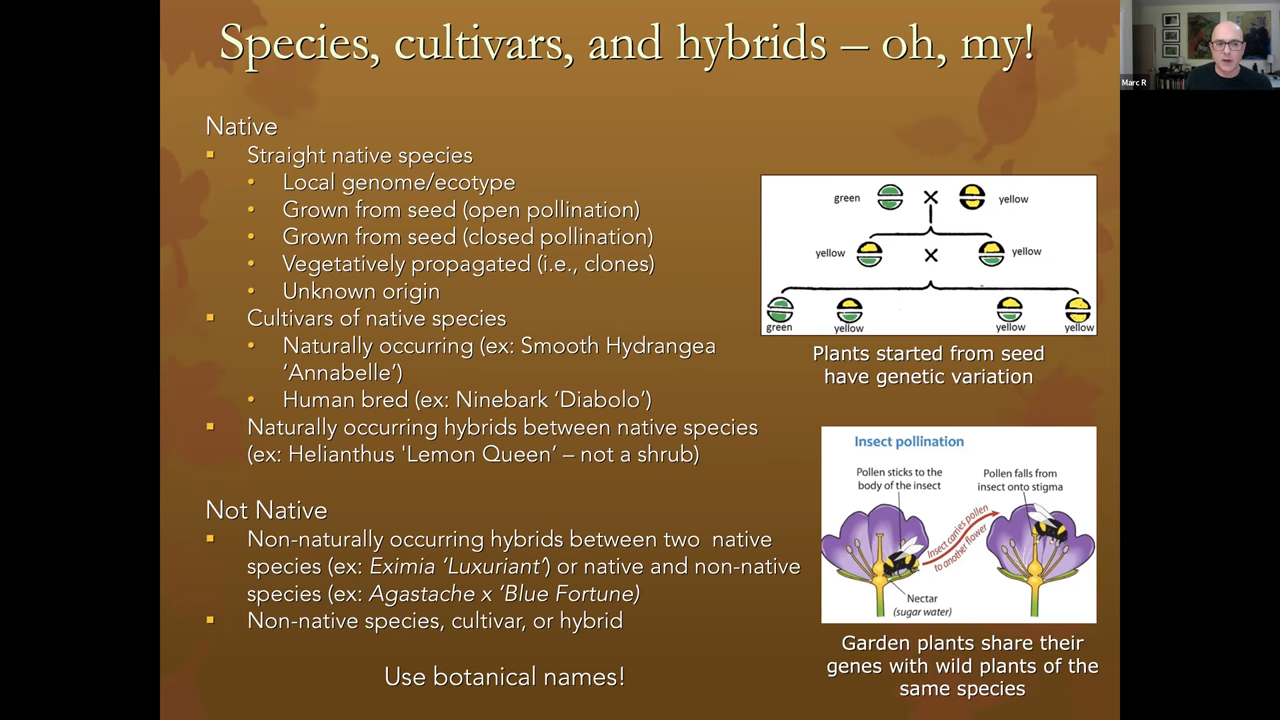 Species, cultivars, and hybrids – oh, my!
Marc R
Native
▪ Straight native species
• Local genome/ecotype
• Grown from seed (open pollination)
• Grown from seed (closed pollination)
• Vegetatively propagated (i.e., clones)
• Unknown origin
▪ Cultivars of native species
• Naturally occurring (ex: Smooth Hydrangea
‘Annabelle’)
• Human bred (ex: Ninebark ‘Diabolo’)
▪ Naturally occurring hybrids between native species
(ex: Helianthus 'Lemon Queen’ – not a shrub)
Not Native
▪ Non-naturally occurring hybrids between two native
species (ex: Eximia ‘Luxuriant’) or native and non-native
species (ex: Agastache x ‘Blue Fortune)
▪ Non-native species, cultivar, or hybrid
Use botanical names!
green X yellow
yellow X yellow
green yellow yellow yellow
Plants started from seed
have genetic variation
Insect pollination
Pollen sticks to the
body of the insect
Pollen falls from
insect onto stigma
Insect carries pollen
to another flower
Nectar
(sugar water)
Garden plants share their
genes with wild plants of the
same species